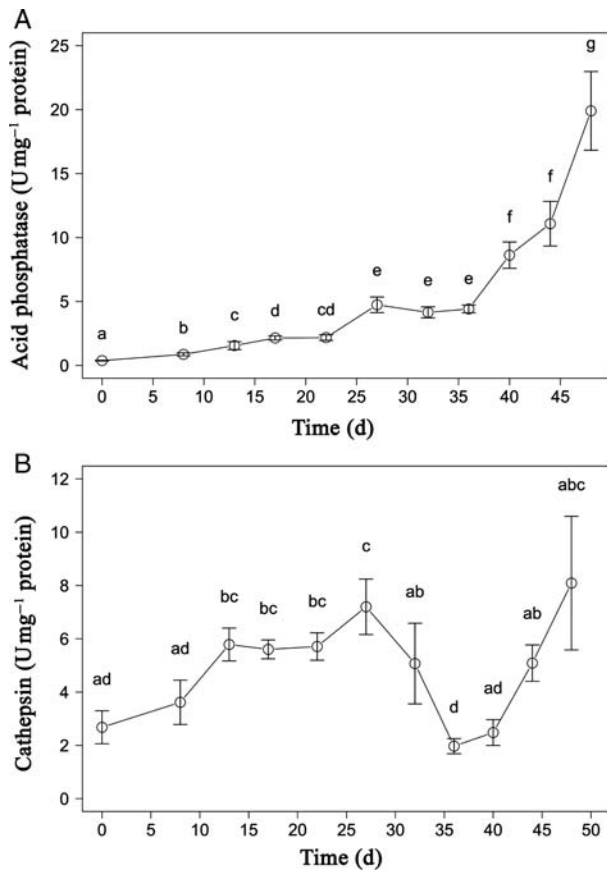 A
Acid phosphatase (U mg⁻¹ protein)
25
20
15
10
5
0
a
b
c
d
cd
e
e
e
f
f
g
0 5 10 15 20 25 30 35 40 45
Time (d)
B
Cathepsin (U mg⁻¹ protein)
12
10
8
6
4
2
0
ad
ad
bc
bc
bc
c
ab
d
ad
ab
abc
0 5 10 15 20 25 30 35 40 45 50
Time (d)